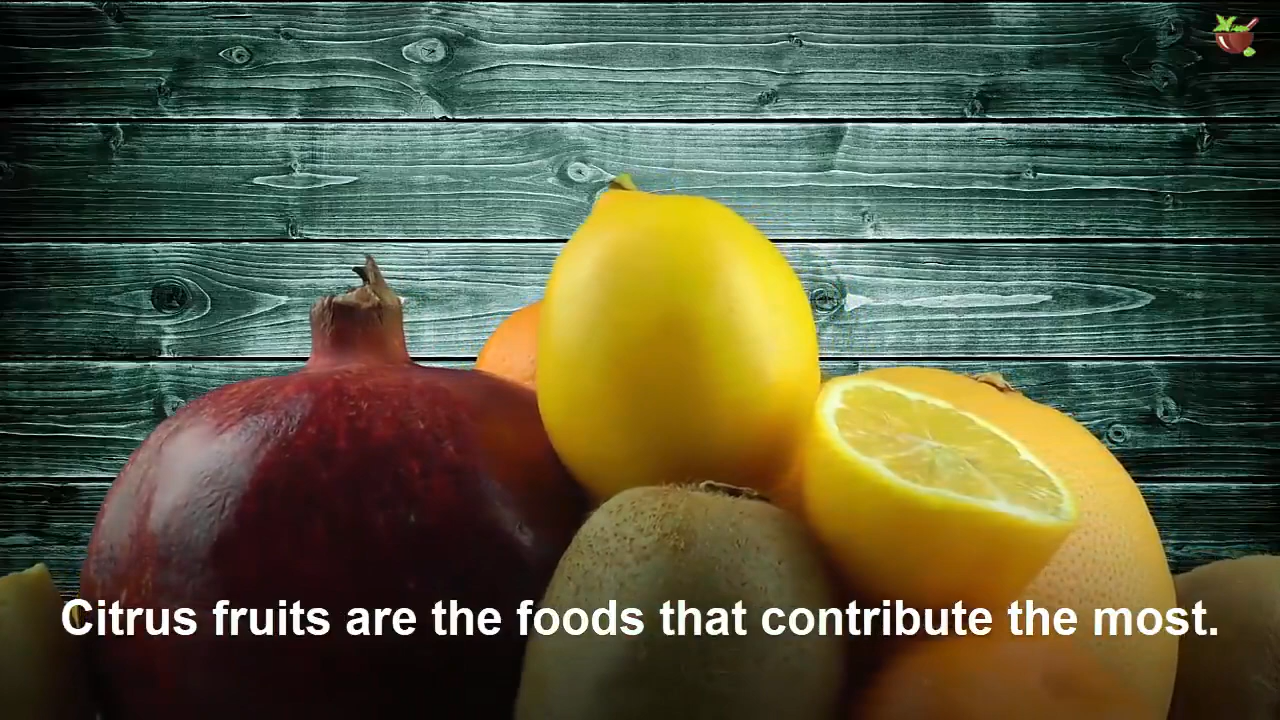 Citrus fruits are the foods that contribute the most.